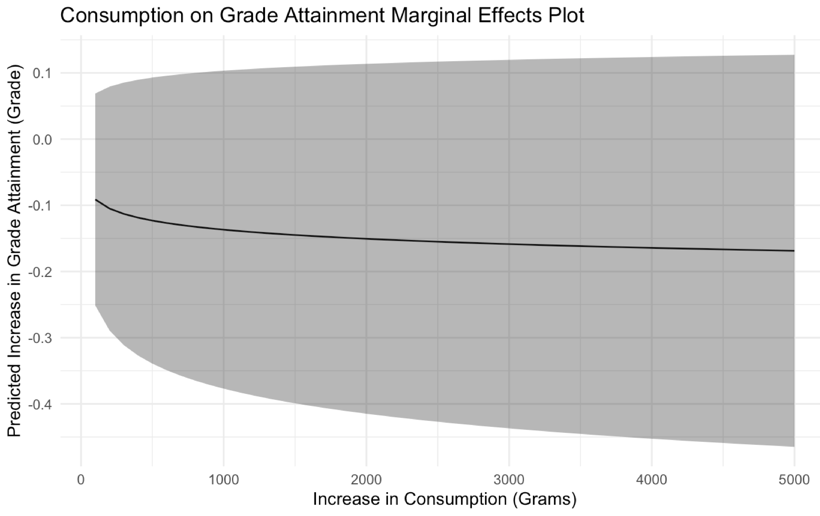 Consumption on Grade Attainment Marginal Effects Plot
Predicted Increase in Grade Attainment (Grade)
0.1
0.0
-0.1
-0.2
-0.3
-0.4
0 1000 2000 3000 4000 5000
Increase in Consumption (Grams)